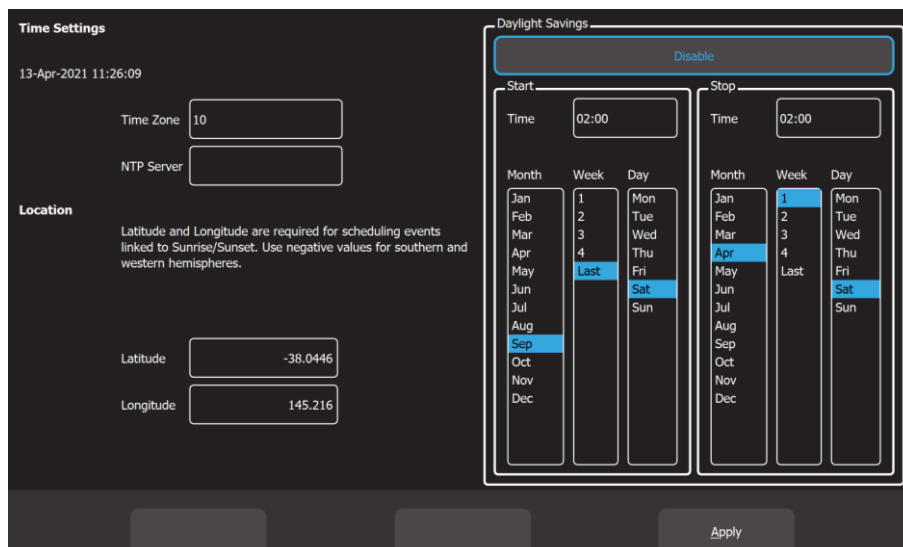 Time Settings
13-Apr-2021 11:26:09
Time Zone 10
NTP Server
Location
Latitude and Longitude are required for scheduling events
linked to Sunrise/Sunset. Use negative values for southern and
western hemispheres.
Latitude -38.0446
Longitude 145.216
Daylight Savings
Disable
Start
Time 02:00
Month Week Day
Jan 1 Mon
Feb 2 Tue
Mar 3 Wed
Apr 4 Thu
May Last Fri
Jun Sat
Jul Sun
Aug
Sep
Oct
Nov
Dec
Stop
Time 02:00
Month Week Day
Jan 1 Mon
Feb 2 Tue
Mar 3 Wed
Apr 4 Thu
May Last Fri
Jun Sat
Jul Sun
Aug
Sep
Oct
Nov
Dec
Apply